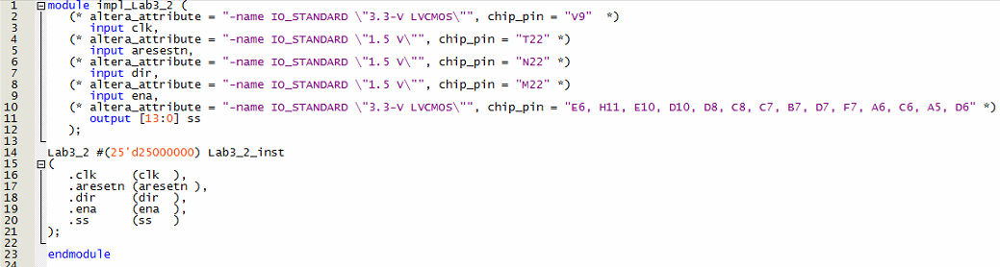 1 module impl_Lab3_2 (
2 (* altera_attribute = "-name IO_STANDARD \"3.3-V LVCMOS\"", chip_pin = "V9" *)
3 input clk,
4 (* altera_attribute = "-name IO_STANDARD \"1.5 V\"", chip_pin = "T22" *)
5 input aresestn,
6 (* altera_attribute = "-name IO_STANDARD \"1.5 V\"", chip_pin = "N22" *)
7 input dir,
8 (* altera_attribute = "-name IO_STANDARD \"1.5 V\"", chip_pin = "M22" *)
9 input ena,
10 (* altera_attribute = "-name IO_STANDARD \"3.3-V LVCMOS\"", chip_pin = "E6, H11, E10, D10, D8, C8, C7, B7, D7, F7, A6, C6, A5, D6" *)
11 output [13:0] ss
12 );
13
14 Lab3_2 #(25'd25000000) Lab3_2_inst
15 (
16 .clk (clk ),
17 .aresetn (aresetn ),
18 .dir (dir ),
19 .ena (ena ),
20 .ss (ss )
21 );
22
23 endmodule
24